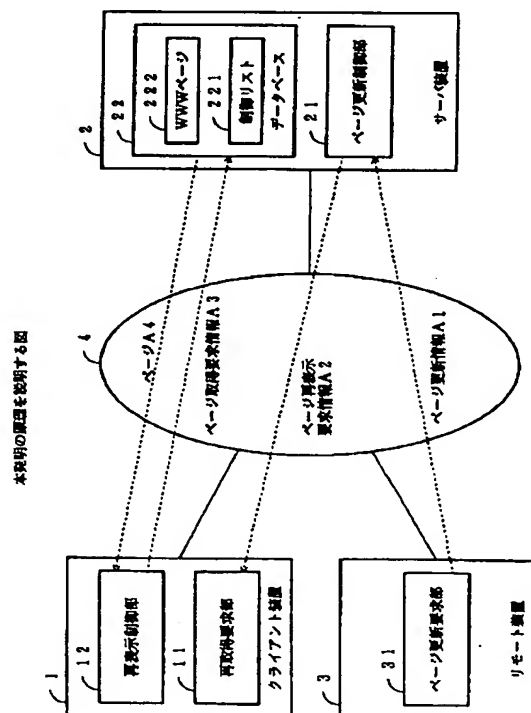 本発明の原理を説明する図
1
12
再表示制御部
11
再取得要求部
クライアント装置
3
31
ページ更新要求部
リモート装置
4
ページA4
ページ取得要求情報A3
ページ再表示
要求情報A2
ページ更新情報A1
2
22
222
WWWページ
221
制御リスト
データベース
21
ページ更新制御部
サーバ装置